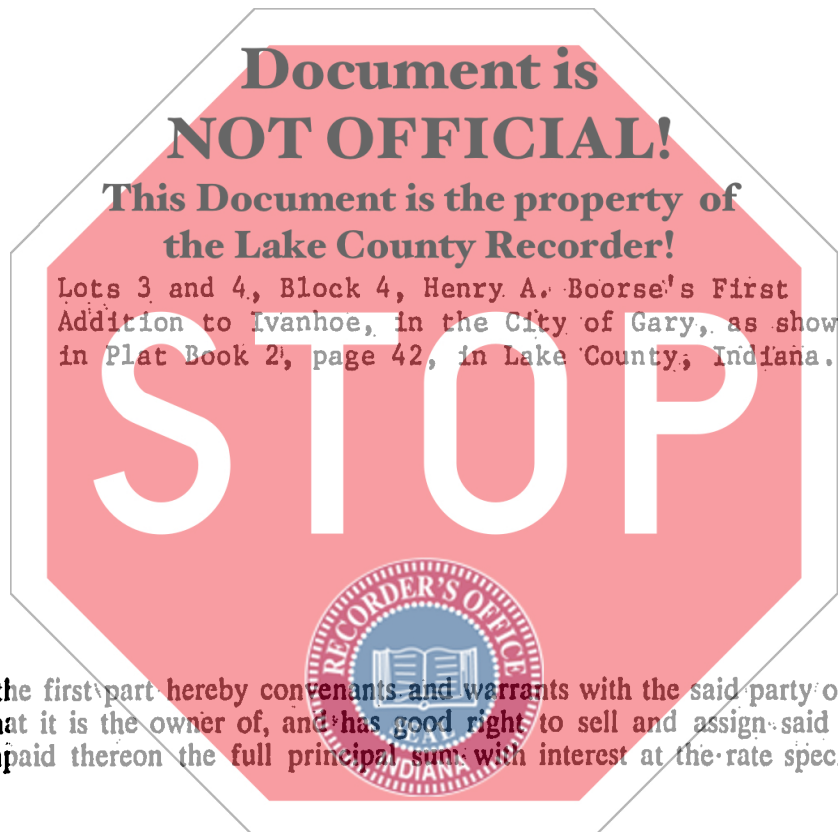 Document is
NOT OFFICIAL!
This Document is the property of
the Lake County Recorder!
Lots 3 and 4, Block 4, Henry A. Boorse's First
Addition to Ivanhoe, in the City of Gary, as show
in Plat Book 2, page 42, in Lake County, Indiana.
STOP
RECORDER'S OFFICE
the first part hereby convenants and warrants with the said party o
at it is the owner of, and has good right to sell and assign said
paid thereon the full principal sum with interest at the rate spec
SEAL
INDIANA